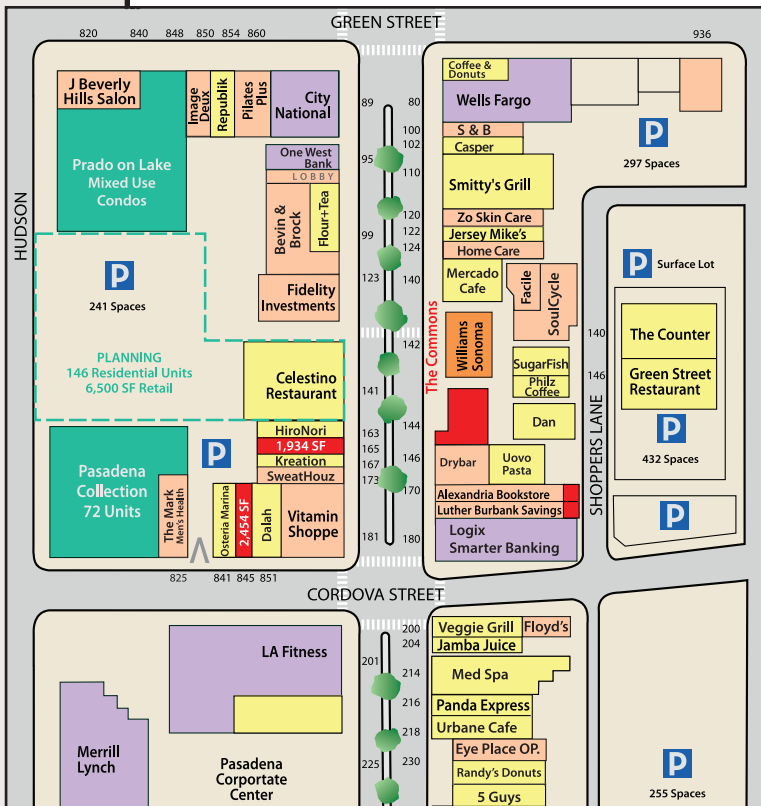 GREEN STREET
820
840
848
850
854
860
936
J Beverly
Hills Salon
Image
Deux
Republik
Pilates
Plus
City
National
Prado on Lake
Mixed Use
Condos
One West
Bank
LOBBY
Bevin &
Brock
Flour+Tea
Fidelity
Investments
HUDSON
P
241 Spaces
PLANNING
146 Residential Units
6,500 SF Retail
Celestino
Restaurant
HiroNori
1,934 SF
Kreation
SweatHouz
P
Pasadena
Collection
72 Units
The Mark
Men's Health
Osteria Marina
2,454 SF
Dalah
Vitamin
Shoppe
825
841
845
851
89
95
99
123
141
163
165
167
173
181
80
100
102
110
120
122
124
140
142
144
146
170
180
Coffee &
Donuts
Wells Fargo
S & B
Casper
Smitty's Grill
Zo Skin Care
Jersey Mike's
Home Care
Mercado
Cafe
Facile
SoulCycle
The Commons
Williams
Sonoma
SugarFish
Philz
Coffee
Dan
Drybar
Uovo
Pasta
Alexandria Bookstore
Luther Burbank Savings
Logix
Smarter Banking
P
297 Spaces
P
Surface Lot
140
The Counter
146
Green Street
Restaurant
P
432 Spaces
SHOPPERS LANE
P
CORDOVA STREET
LA Fitness
Merrill
Lynch
Pasadena
Corportate
Center
201
225
200
204
214
216
218
230
Veggie Grill
Floyd's
Jamba Juice
Med Spa
Panda Express
Urbane Cafe
Eye Place OP.
Randy's Donuts
5 Guys
P
255 Spaces